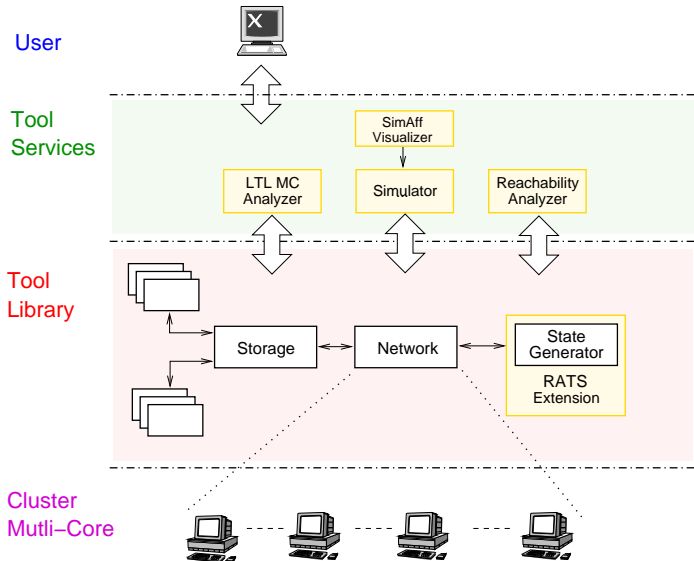 X
User
Tool
Services
SimAff
Visualizer
LTL MC
Analyzer
Simulator
Reachability
Analyzer
Tool
Library
Storage
Network
State
Generator
RATS
Extension
Cluster
Mutli–Core